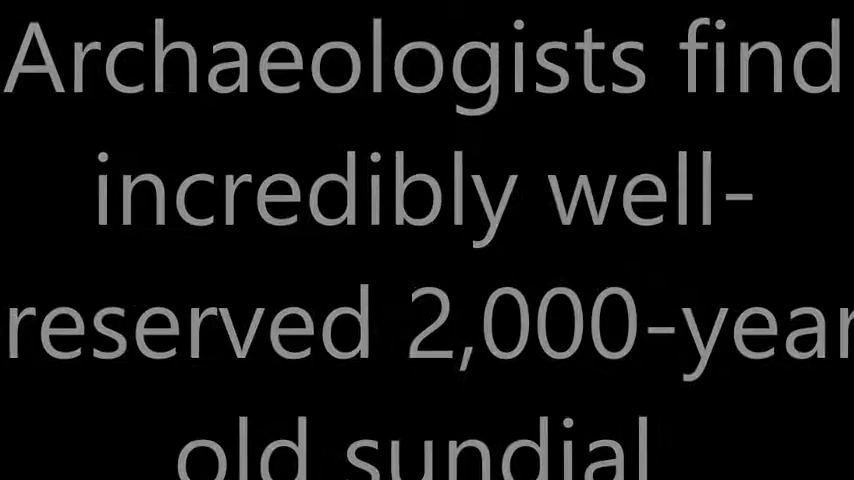 Archaeologists find
incredibly well-
reserved 2,000-year
old sundial